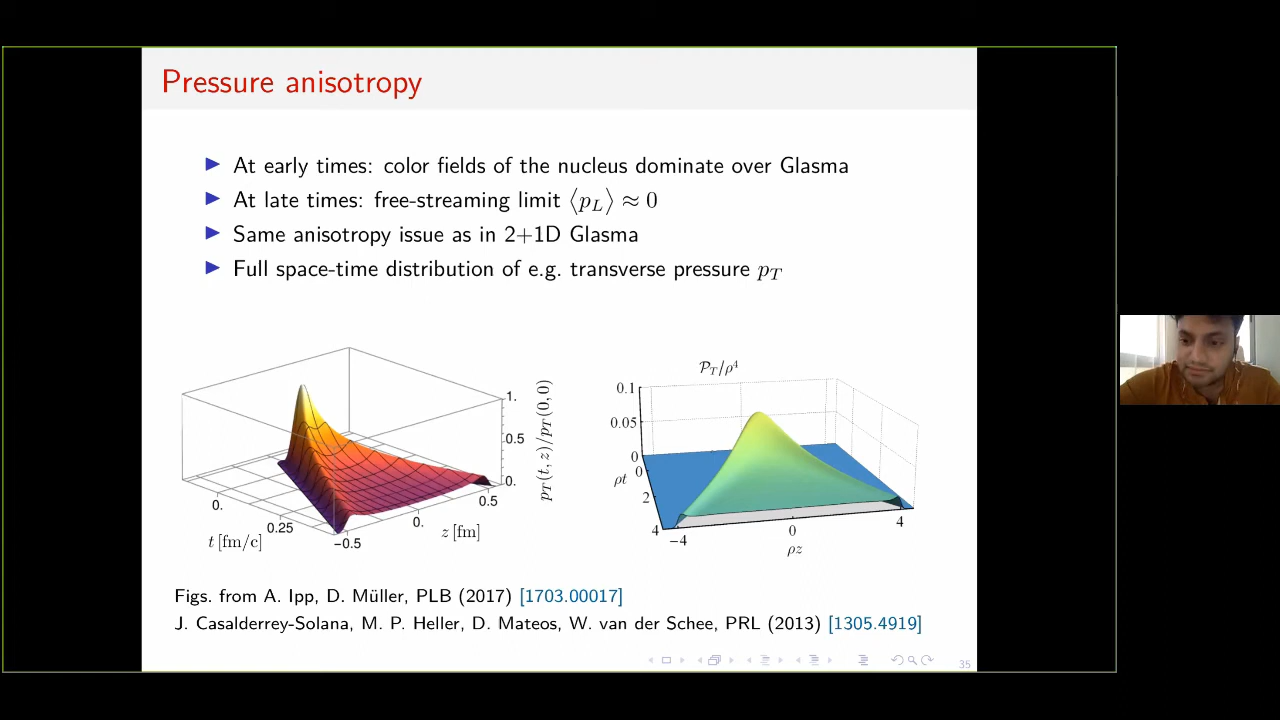 Pressure anisotropy
▶ At early times: color fields of the nucleus dominate over Glasma
▶ At late times: free-streaming limit ⟨p_L⟩ ≈ 0
▶ Same anisotropy issue as in 2+1D Glasma
▶ Full space-time distribution of e.g. transverse pressure p_T
1.
0.5
0.
p_T(t, z)/p_T(0, 0)
0.
0.25
t [fm/c]
−0.5
0.
0.5
z [fm]
𝒫_T/ρ⁴
0.1
0.05
0
0
ρt
2
4
−4
0
4
ρz
Figs. from A. Ipp, D. Müller, PLB (2017) [1703.00017]
J. Casalderrey-Solana, M. P. Heller, D. Mateos, W. van der Schee, PRL (2013) [1305.4919]
35